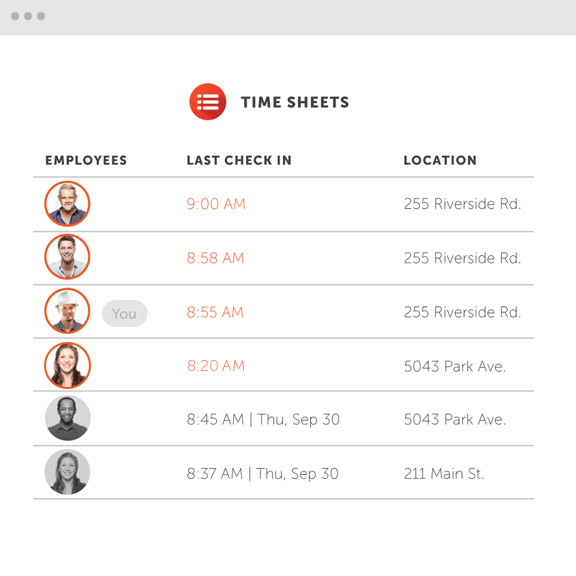 TIME SHEETS
EMPLOYEES LAST CHECK IN LOCATION
9:00 AM 255 Riverside Rd.
8:58 AM 255 Riverside Rd.
You 8:55 AM 255 Riverside Rd.
8:20 AM 5043 Park Ave.
8:45 AM | Thu, Sep 30 5043 Park Ave.
8:37 AM | Thu, Sep 30 211 Main St.